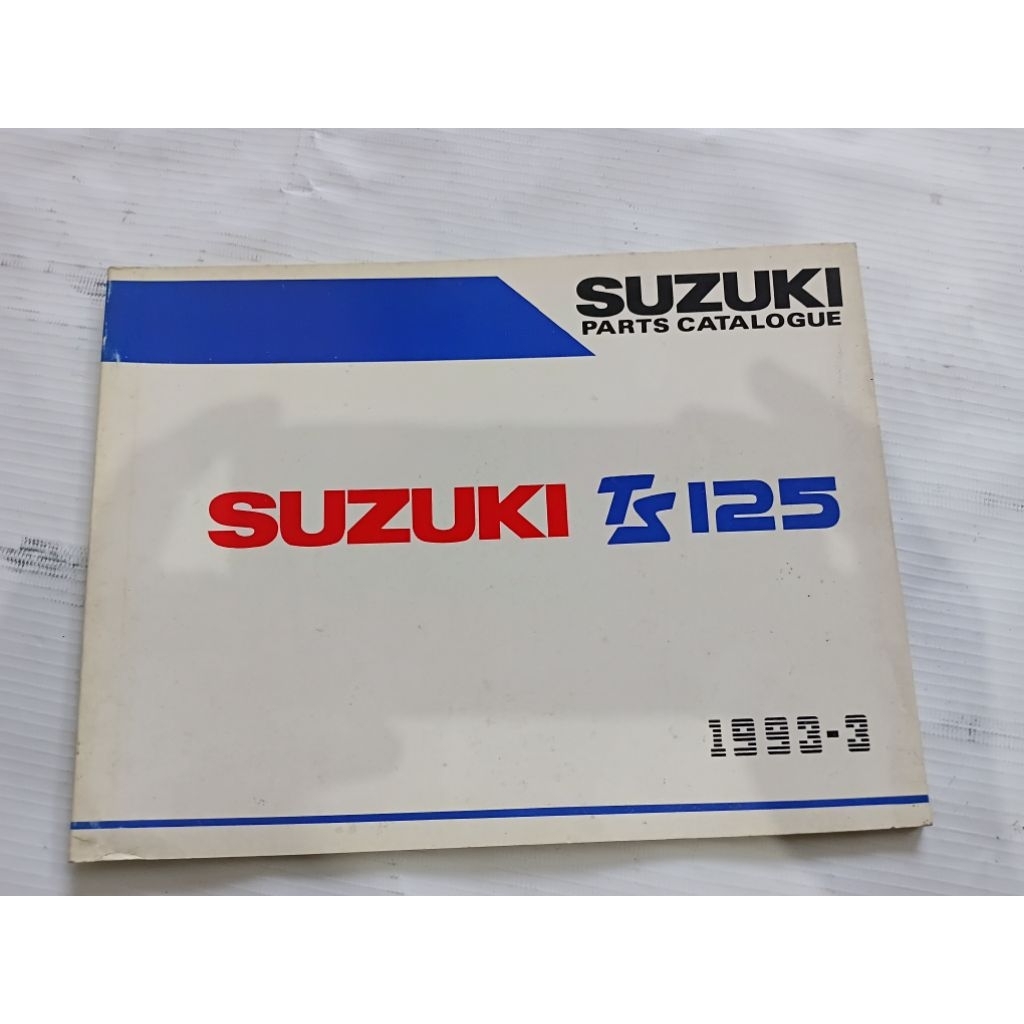 SUZUKI
PARTS CATALOGUE
SUZUKI TS125
1993-3